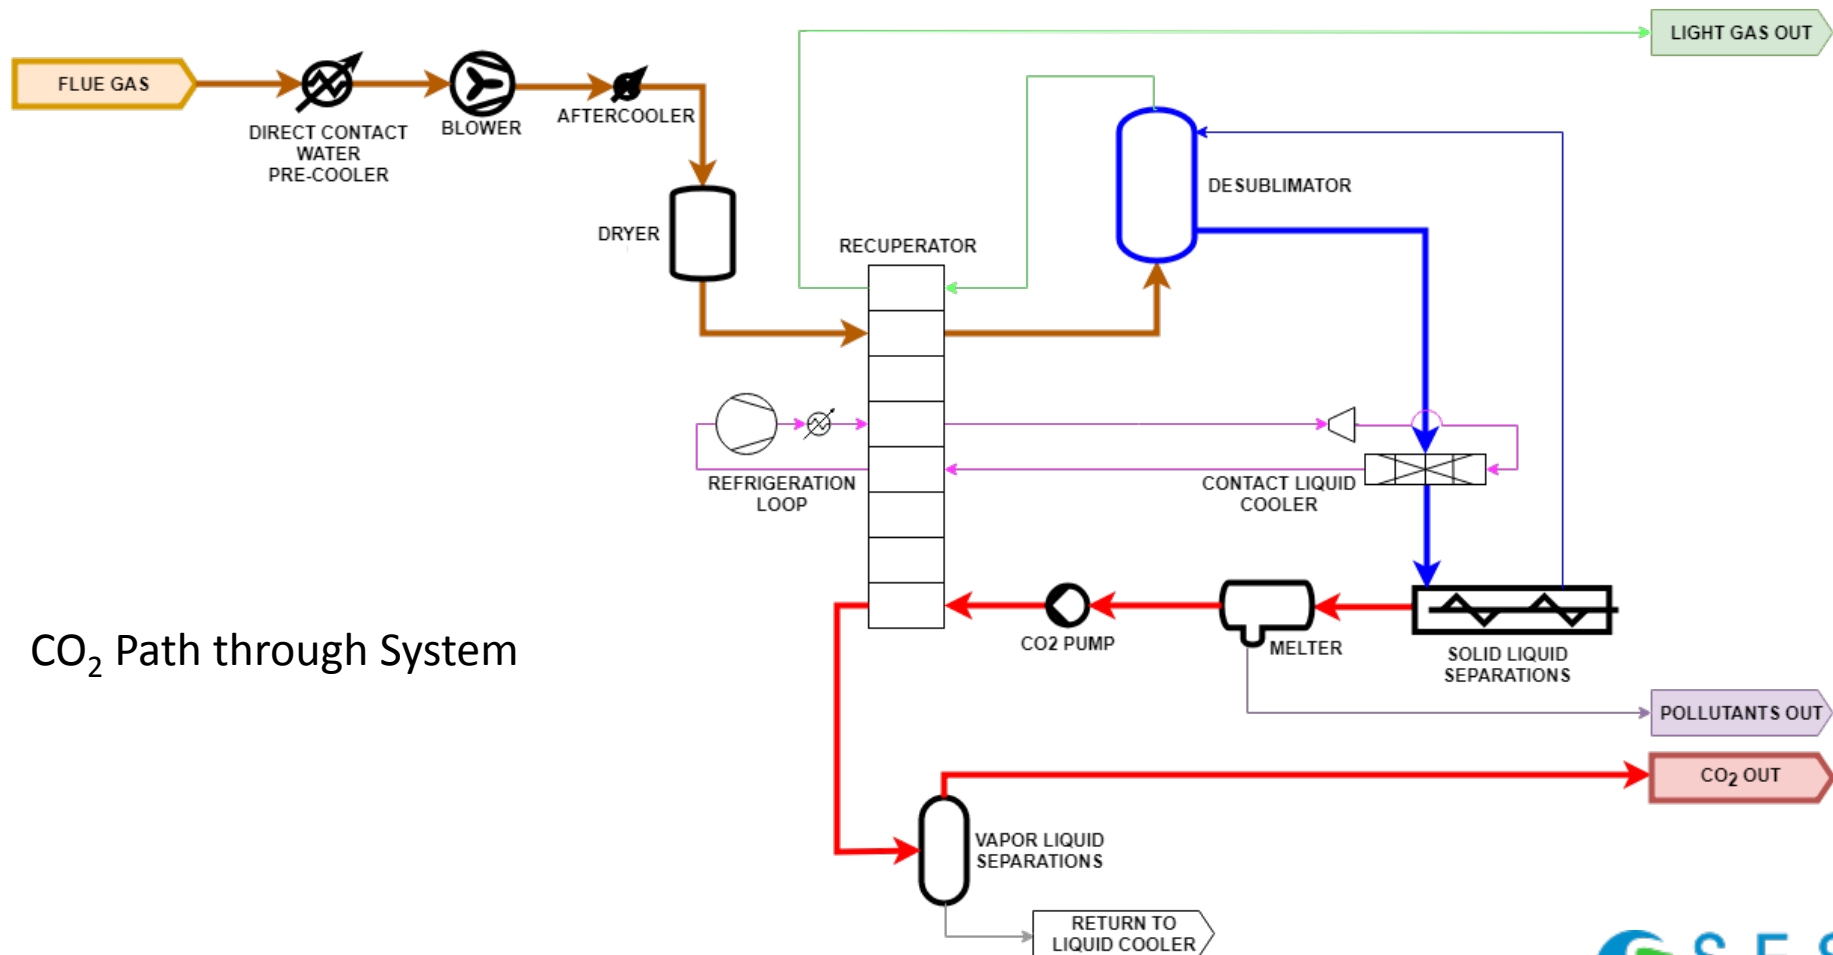 LIGHT GAS OUT
FLUE GAS
DIRECT CONTACT
WATER
PRE-COOLER
BLOWER
AFTERCOOLER
DESUBLIMATOR
DRYER
RECUPERATOR
REFRIGERATION
LOOP
CONTACT LIQUID
COOLER
CO2 PUMP
MELTER
SOLID LIQUID
SEPARATIONS
CO₂ Path through System
POLLUTANTS OUT
CO₂ OUT
VAPOR LIQUID
SEPARATIONS
RETURN TO
LIQUID COOLER